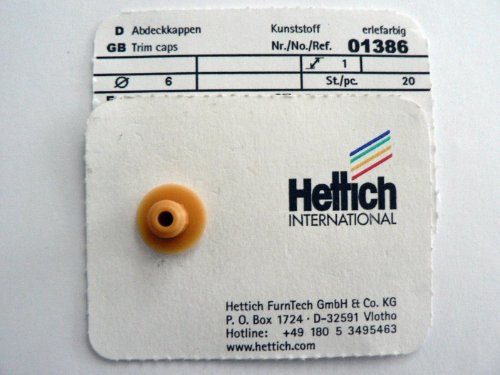 D Abdeckkappen Kunststoff erlefarbig
GB Trim caps Nr./No./Ref. 01386
1
Ø 6 St./pc. 20
Hettich
INTERNATIONAL
Hettich FurnTech GmbH & Co. KG
P. O. Box 1724 · D-32591 Vlotho
Hotline: +49 180 5 3495463
www.hettich.com